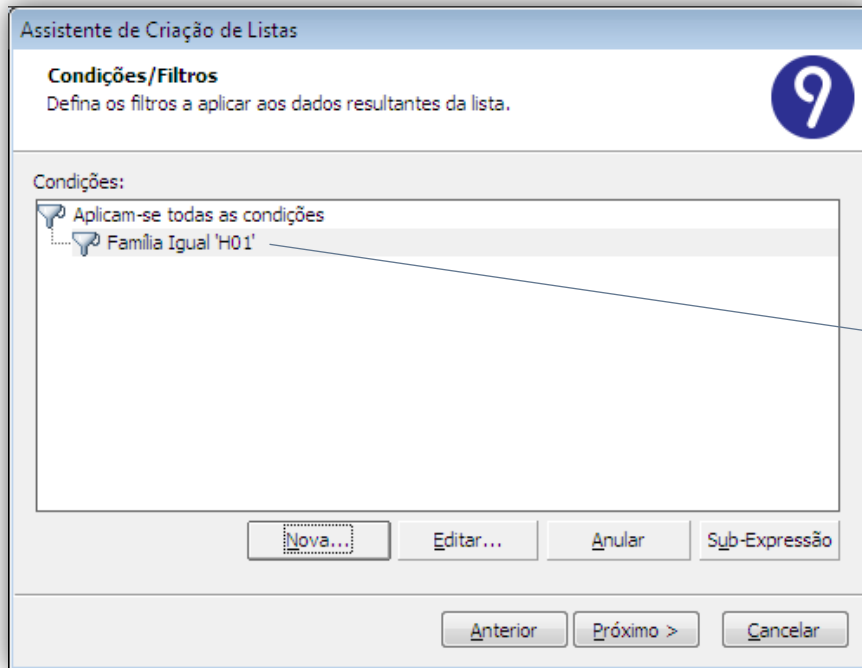 Assistente de Criação de Listas
Condições/Filtros
Defina os filtros a aplicar aos dados resultantes da lista.
9
Condições:
Aplicam-se todas as condições
Família Igual 'H01'
Nova... Editar... Anular Sub-Expressão
Anterior Próximo > Cancelar